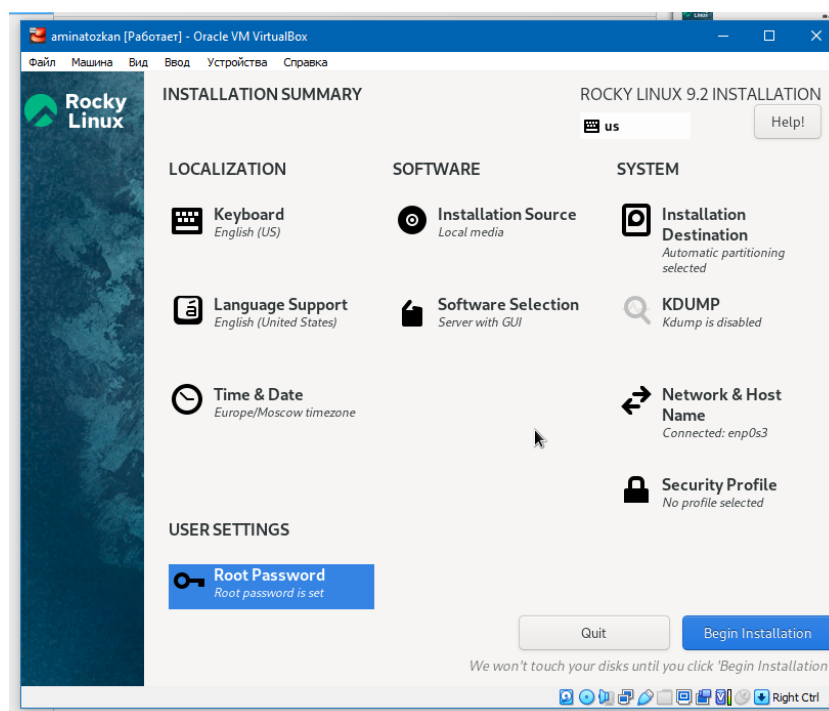 aminatozkan [Работает] - Oracle VM VirtualBox
Файл Машина Вид Ввод Устройства Справка
Rocky
Linux
INSTALLATION SUMMARY
ROCKY LINUX 9.2 INSTALLATION
us
Help!
LOCALIZATION
Keyboard
English (US)
Language Support
English (United States)
Time & Date
Europe/Moscow timezone
SOFTWARE
Installation Source
Local media
Software Selection
Server with GUI
SYSTEM
Installation
Destination
Automatic partitioning
selected
KDUMP
Kdump is disabled
Network & Host
Name
Connected: enp0s3
Security Profile
No profile selected
USER SETTINGS
Root Password
Root password is set
Quit
Begin Installation
We won't touch your disks until you click 'Begin Installation
Right Ctrl